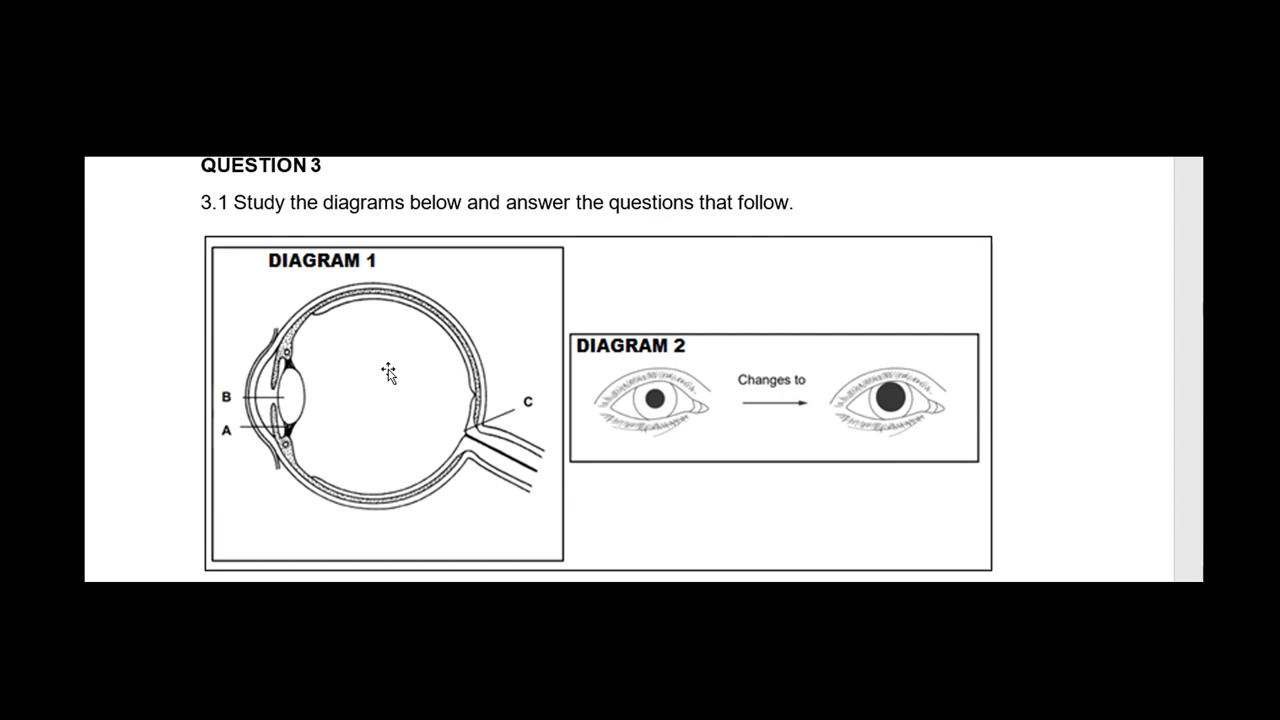 QUESTION 3
3.1 Study the diagrams below and answer the questions that follow.
DIAGRAM 1
B
A
C
DIAGRAM 2
Changes to